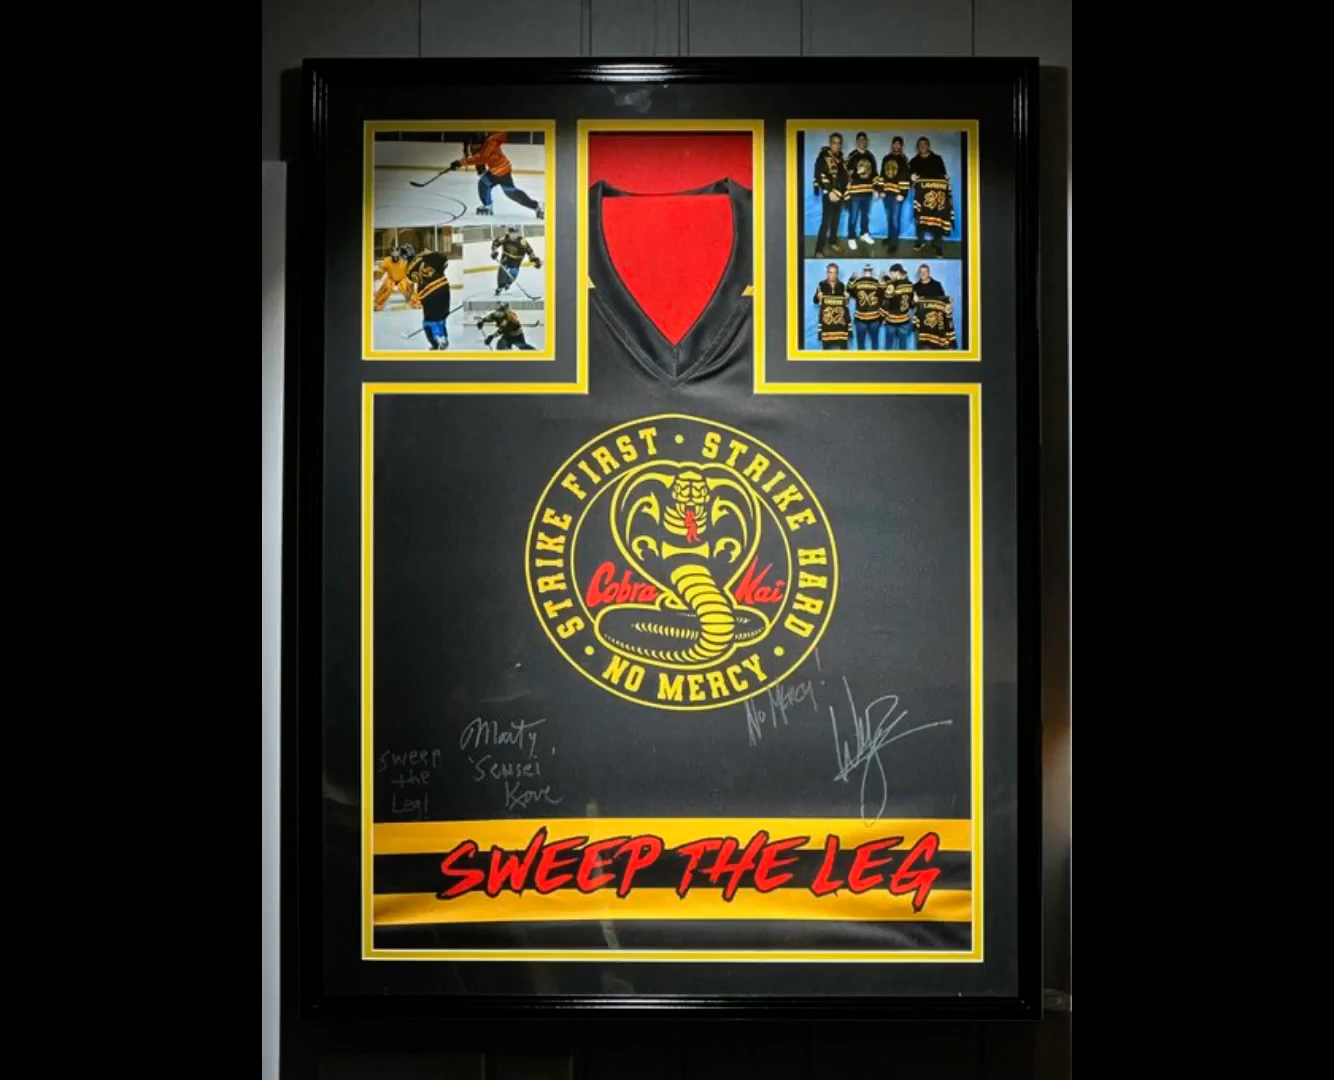 STRIKE FIRST • STRIKE HARD • NO MERCY •
Cobra Kai
No MERCY!
Marty
'Sensei'
Kove
Sweep
the
Leg!
SWEEP THE LEG